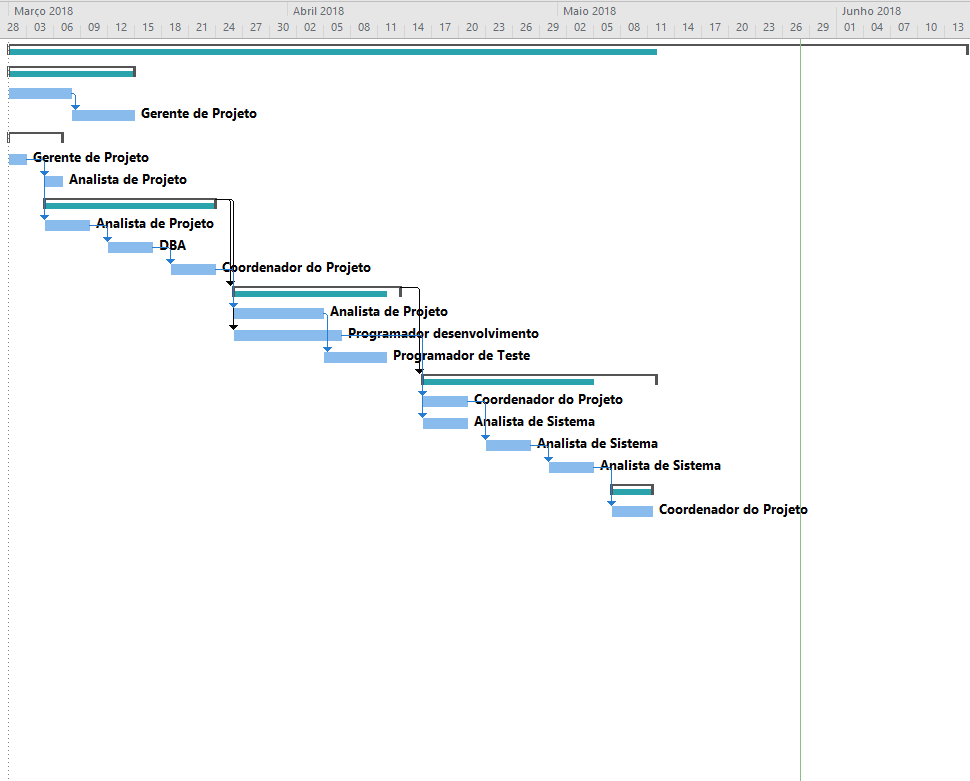 Março 2018 Abril 2018 Maio 2018 Junho 2018
28 03 06 09 12 15 18 21 24 27 30 02 05 08 11 14 17 20 23 26 29 02 05 08 11 14 17 20 23 26 29 01 04 07 10 13
Gerente de Projeto
Gerente de Projeto
Analista de Projeto
Analista de Projeto
DBA
Coordenador do Projeto
Analista de Projeto
Programador desenvolvimento
Programador de Teste
Coordenador do Projeto
Analista de Sistema
Analista de Sistema
Analista de Sistema
Coordenador do Projeto